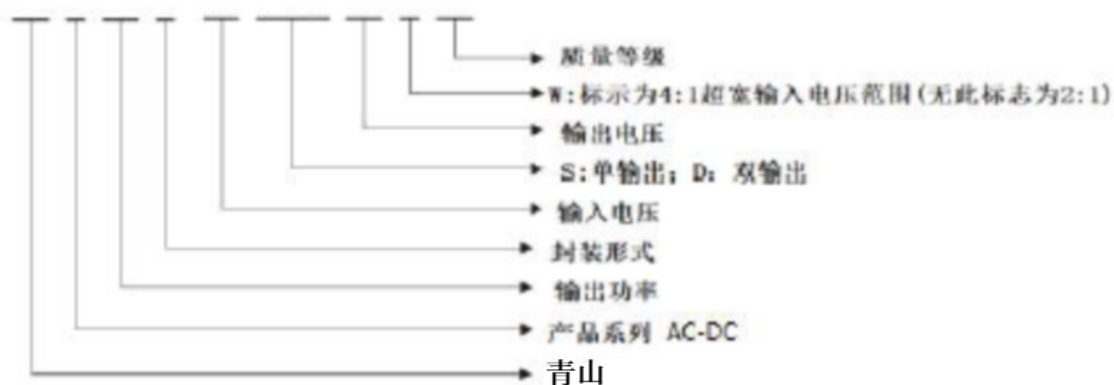 质量等级
W:标示为4:1超宽输入电压范围(无此标志为2:1)
输出电压
S:单输出；D：双输出
输入电压
封装形式
输出功率
产品系列 AC-DC
青山